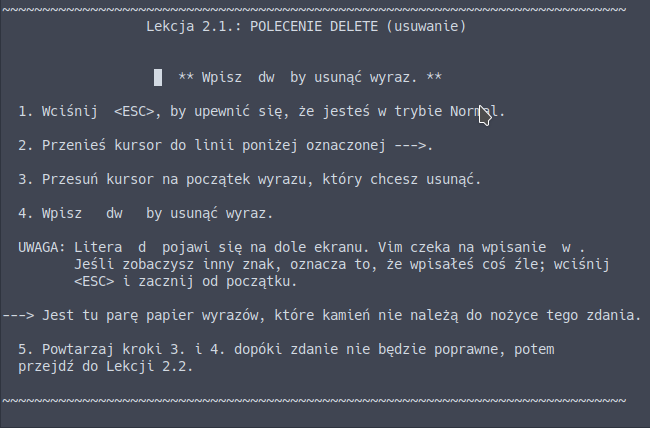 ~~~~~~~~~~~~~~~~~~~~~~~~~~~~~~~~~~~~~~~~~~~~~~~~~~~~~~~~~~~~~~~~~~~~~~~~~~~~~~
Lekcja 2.1.: POLECENIE DELETE (usuwanie)
** Wpisz  dw  by usunąć wyraz. **
1. Wciśnij  <ESC>, by upewnić się, że jesteś w trybie Normal.
2. Przenieś kursor do linii poniżej oznaczonej --->.
3. Przesuń kursor na początek wyrazu, który chcesz usunąć.
4. Wpisz   dw   by usunąć wyraz.
UWAGA: Litera  d  pojawi się na dole ekranu. Vim czeka na wpisanie  w .
Jeśli zobaczysz inny znak, oznacza to, że wpisałeś coś źle; wciśnij
<ESC> i zacznij od początku.
---> Jest tu parę papier wyrazów, które kamień nie należą do nożyce tego zdania.
5. Powtarzaj kroki 3. i 4. dopóki zdanie nie będzie poprawne, potem
przejdź do Lekcji 2.2.
~~~~~~~~~~~~~~~~~~~~~~~~~~~~~~~~~~~~~~~~~~~~~~~~~~~~~~~~~~~~~~~~~~~~~~~~~~~~~~